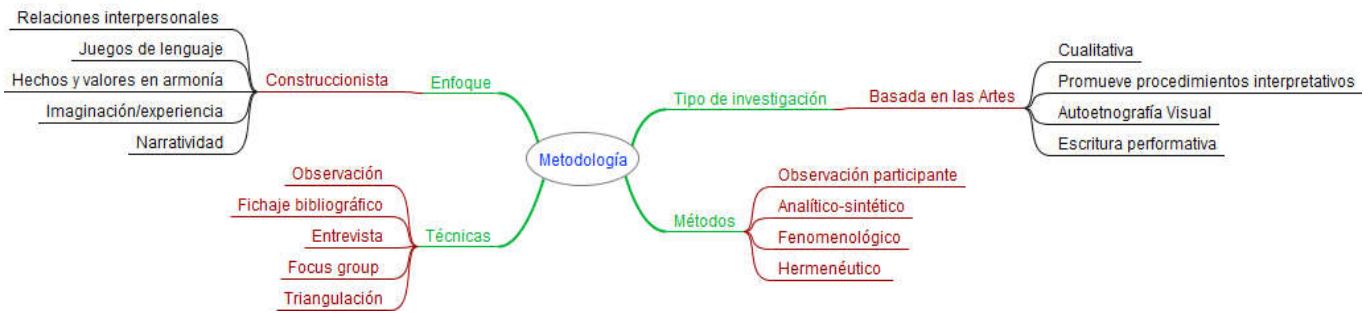 Relaciones interpersonales
Juegos de lenguaje
Hechos y valores en armonía
Imaginación/experiencia
Narratividad
Construccionista
Enfoque
Observación
Fichaje bibliográfico
Entrevista
Focus group
Triangulación
Técnicas
Metodología
Tipo de investigación
Basada en las Artes
Cualitativa
Promueve procedimientos interpretativos
Autoetnografía Visual
Escritura performativa
Métodos
Observación participante
Analítico-sintético
Fenomenológico
Hermenéutico